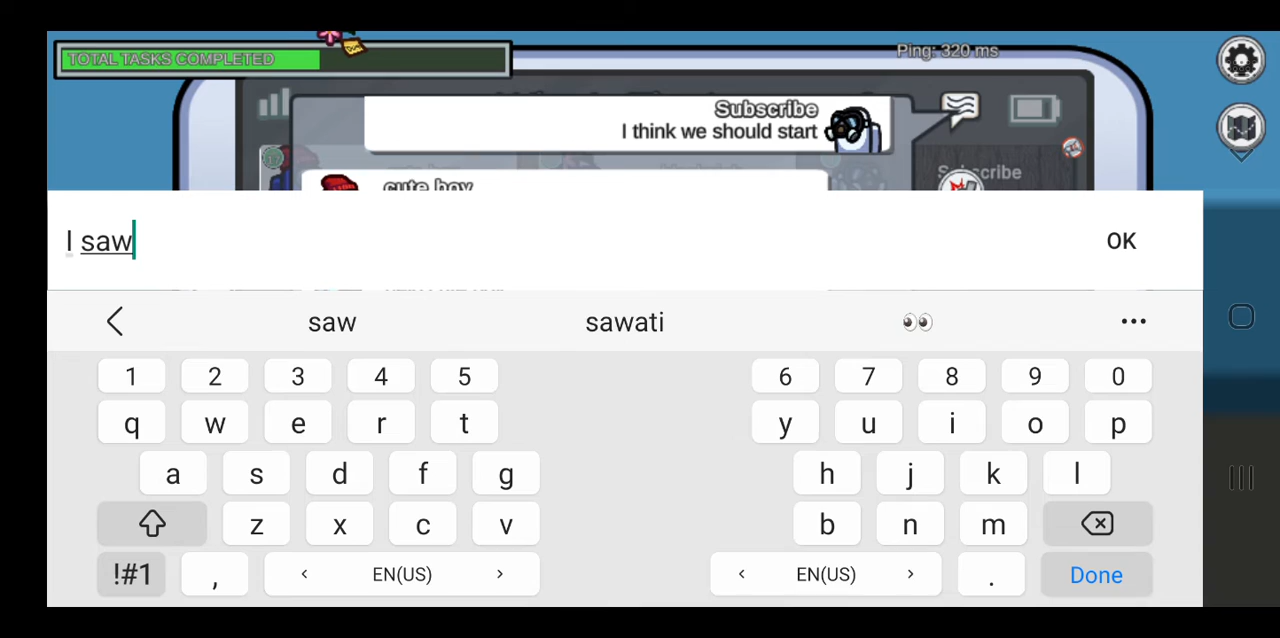 TOTAL TASKS COMPLETED
Ping: 320 ms
Subscribe
I think we should start
Subscribe
cute boy
I saw
OK
saw sawati 👀
1 2 3 4 5 6 7 8 9 0
q w e r t y u i o p
a s d f g h j k l
z x c v b n m
!#1 , < EN(US) > < EN(US) > . Done